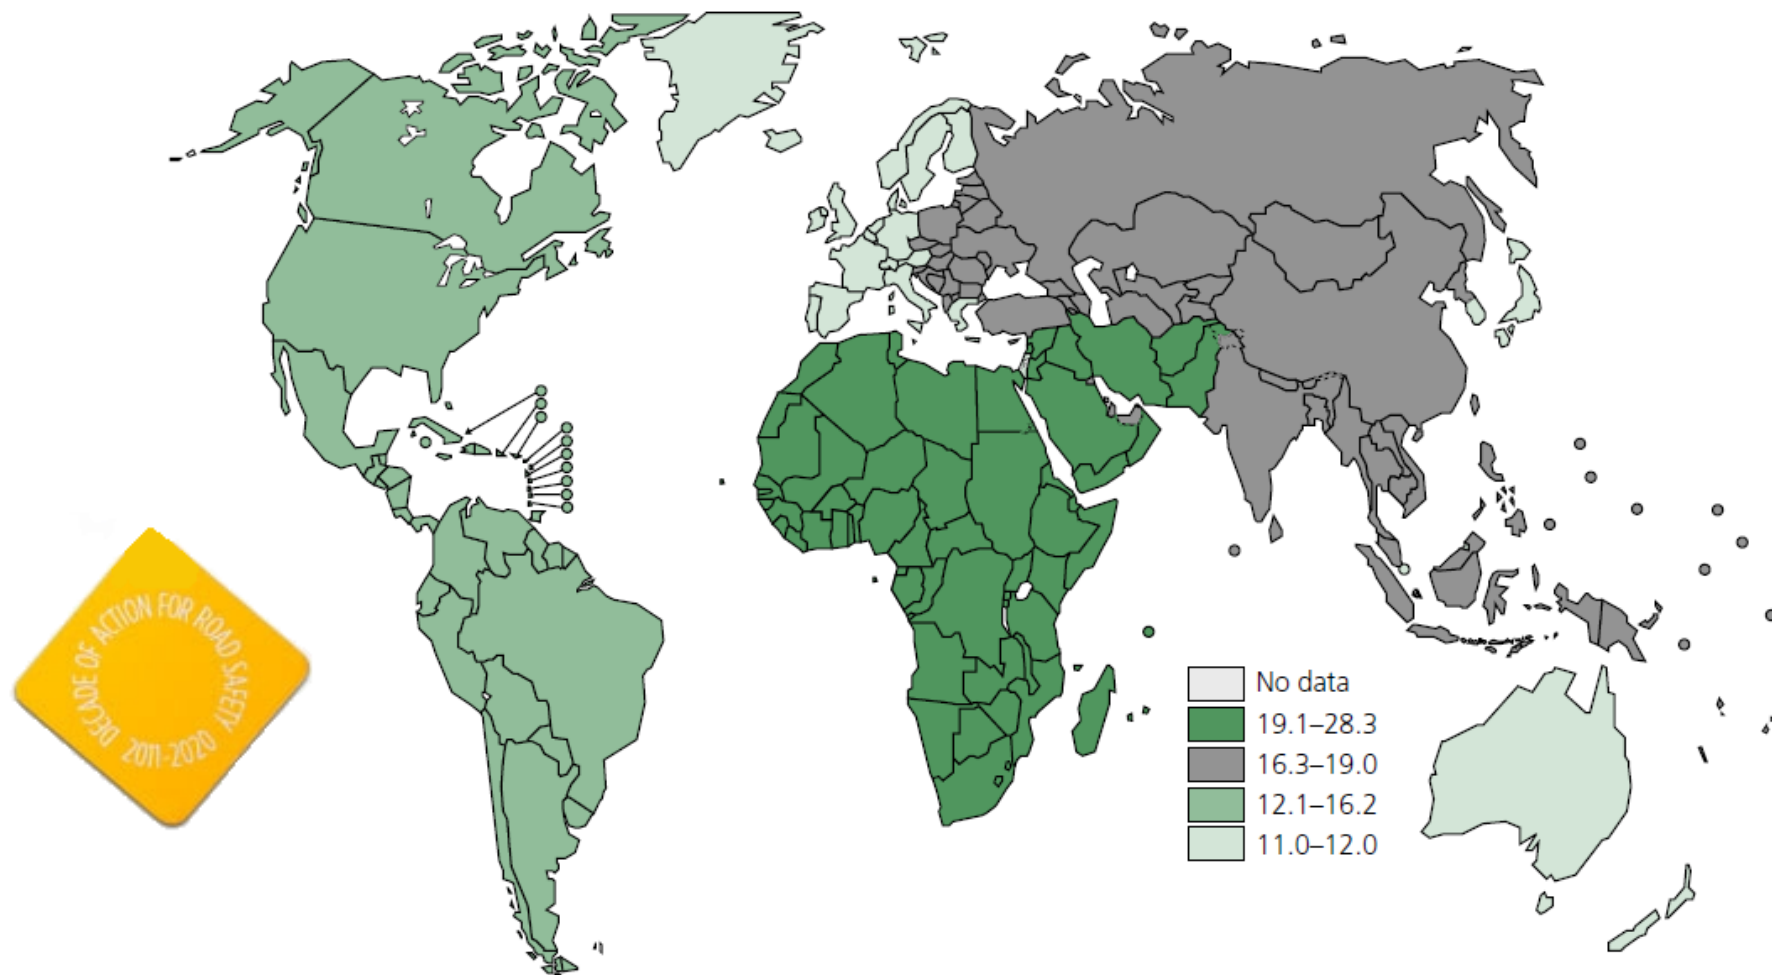 DECADE OF ACTION FOR ROAD SAFETY
2011-2020
No data
19.1–28.3
16.3–19.0
12.1–16.2
11.0–12.0